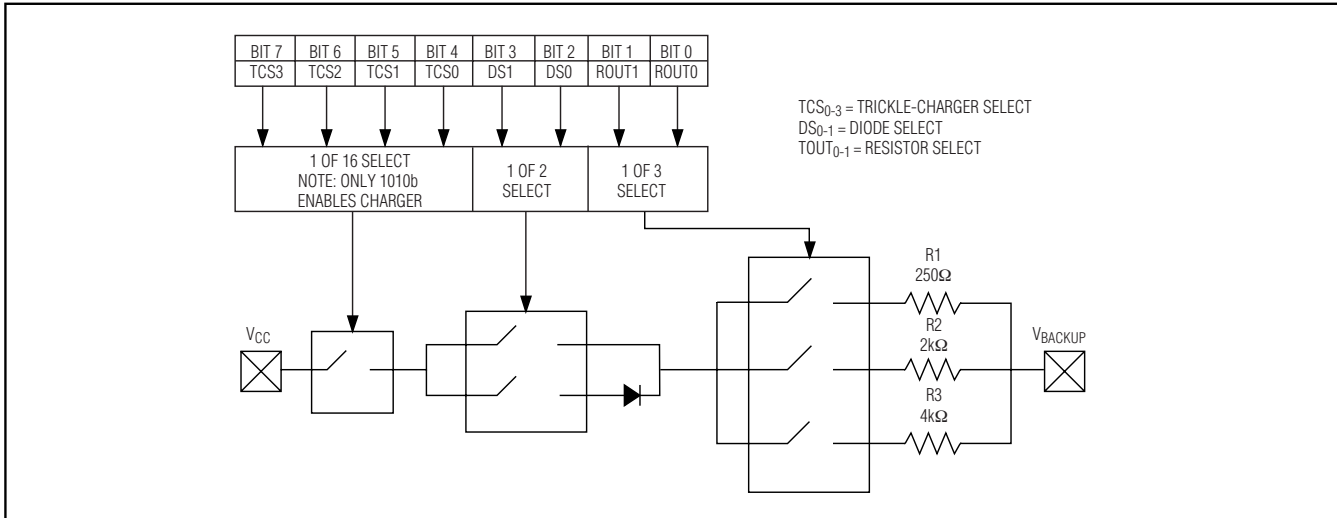 BIT 7 BIT 6 BIT 5 BIT 4 BIT 3 BIT 2 BIT 1 BIT 0
TCS3 TCS2 TCS1 TCS0 DS1 DS0 ROUT1 ROUT0
TCS0-3 = TRICKLE-CHARGER SELECT
DS0-1 = DIODE SELECT
TOUT0-1 = RESISTOR SELECT
1 OF 16 SELECT
NOTE: ONLY 1010b
ENABLES CHARGER
1 OF 2
SELECT
1 OF 3
SELECT
R1
250Ω
VCC
R2
2kΩ
VBACKUP
R3
4kΩ